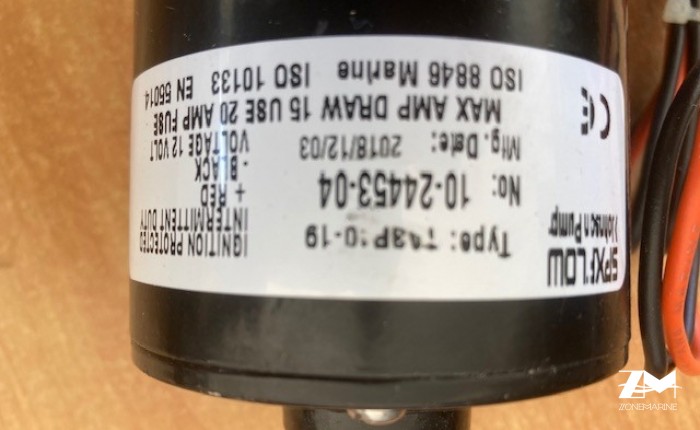 SPXFLOW
Johnson Pump
Type:
No: 10-24453-04
Mfg. Date: 2018/12/03
IGNITION PROTECTED
INTERMITTENT DUTY
+ RED
- BLACK
VOLTAGE 12 VOLT
MAX AMP DRAW 15 USE 20 AMP FUSE
ISO 8846 Marine ISO 10133 EN 55014
CE
ZM
ZONEMARINE